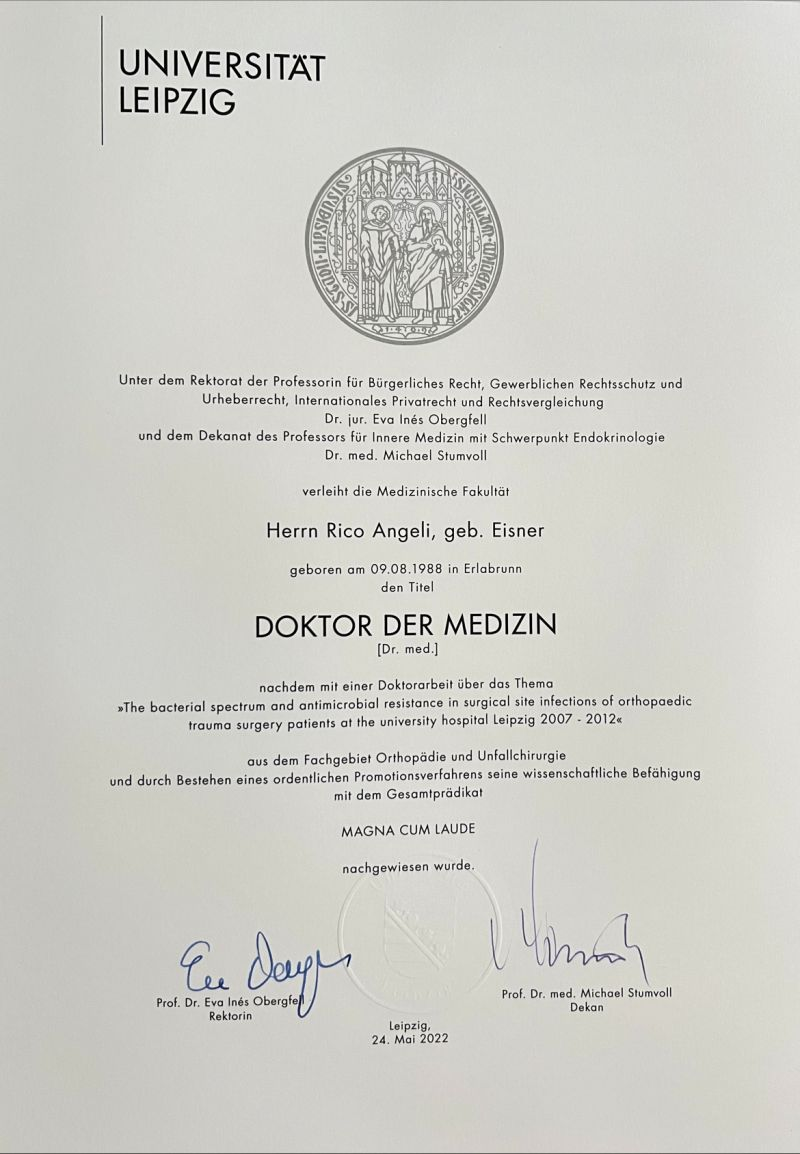 UNIVERSITÄT
LEIPZIG
SIGILLUM
LIPSIENSIS
1409
Unter dem Rektorat der Professorin für Bürgerliches Recht, Gewerblichen Rechtsschutz und
Urheberrecht, Internationales Privatrecht und Rechtsvergleichung
Dr. jur. Eva Inés Obergfell
und dem Dekanat des Professors für Innere Medizin mit Schwerpunkt Endokrinologie
Dr. med. Michael Stumvoll
verleiht die Medizinische Fakultät
Herrn Rico Angeli, geb. Eisner
geboren am 09.08.1988 in Erlabrunn
den Titel
DOKTOR DER MEDIZIN
[Dr. med.]
nachdem mit einer Doktorarbeit über das Thema
»The bacterial spectrum and antimicrobial resistance in surgical site infections of orthopaedic
trauma surgery patients at the university hospital Leipzig 2007 - 2012«
aus dem Fachgebiet Orthopädie und Unfallchirurgie
und durch Bestehen eines ordentlichen Promotionsverfahrens seine wissenschaftliche Befähigung
mit dem Gesamtprädikat
MAGNA CUM LAUDE
nachgewiesen wurde.
Prof. Dr. Eva Inés Obergfell
Rektorin
Prof. Dr. med. Michael Stumvoll
Dekan
Leipzig,
24. Mai 2022